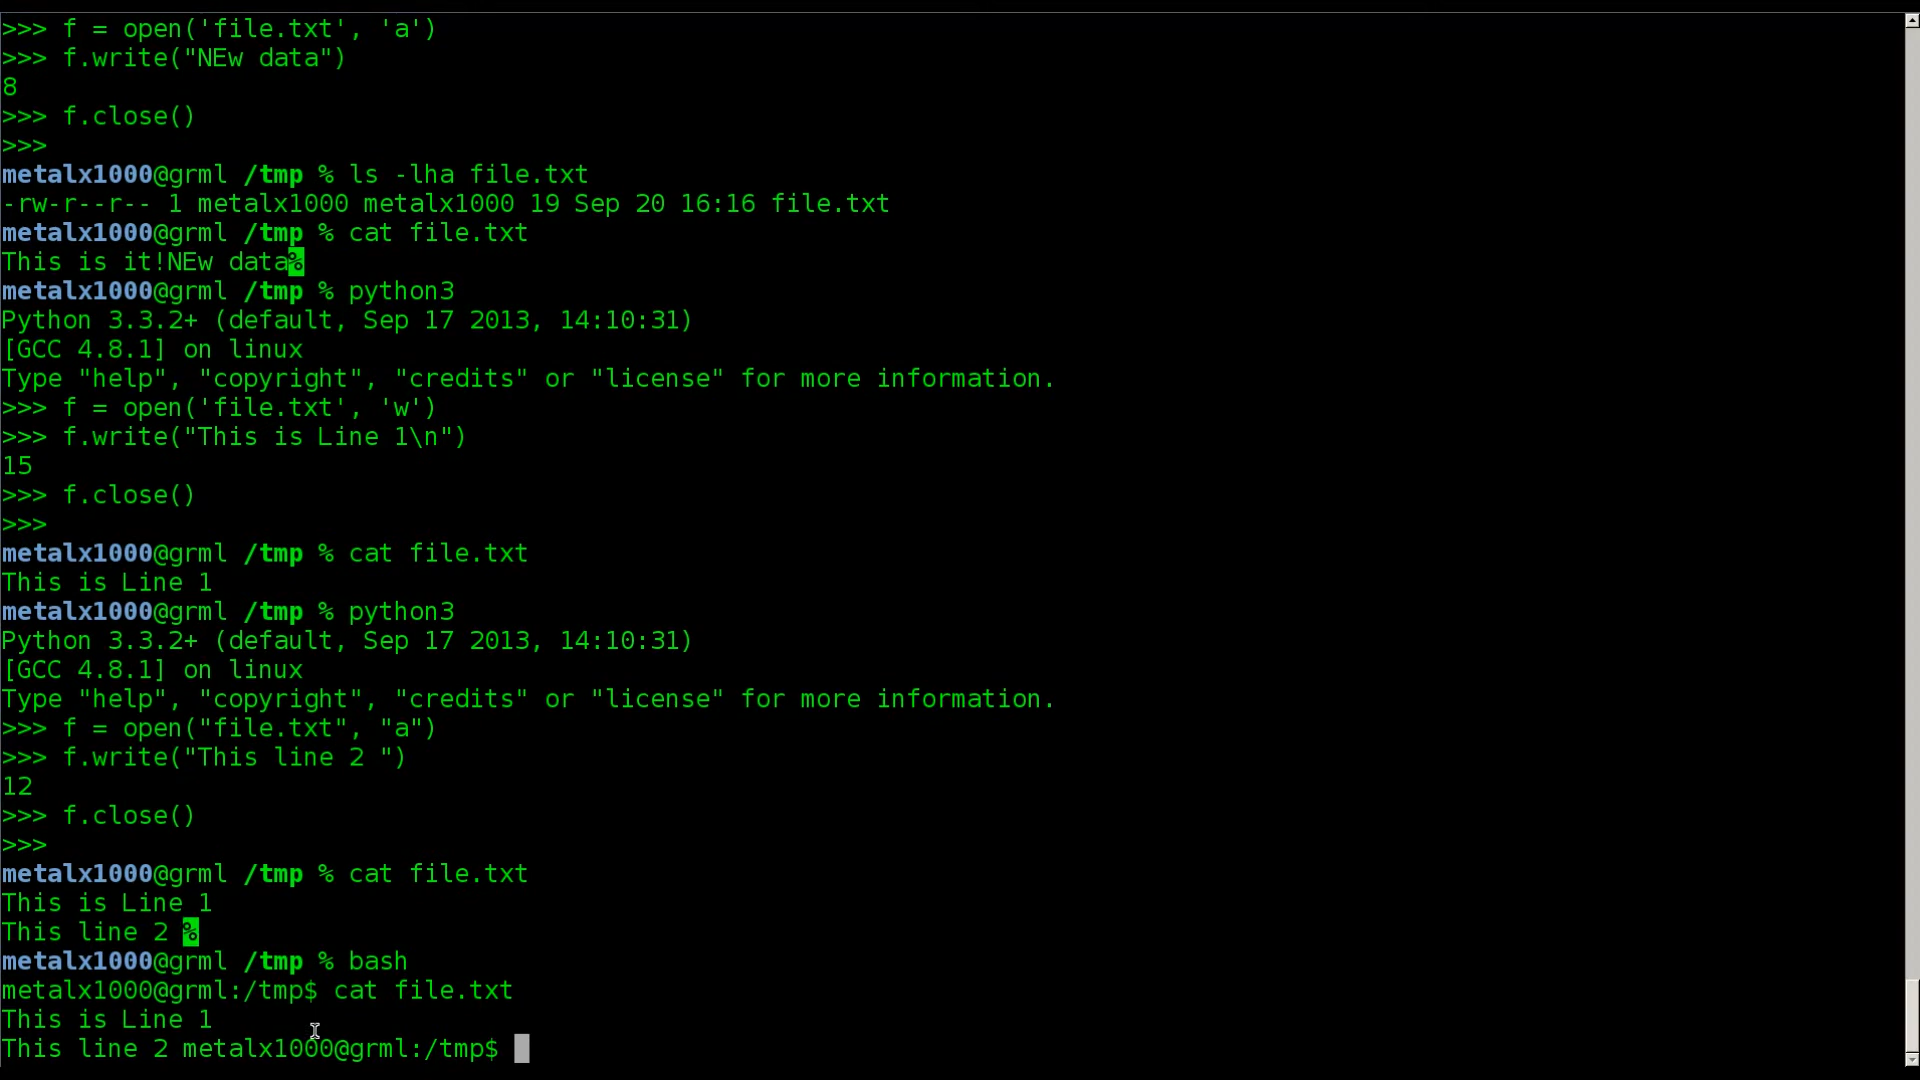 >>> f = open('file.txt', 'a')
>>> f.write("NEw data")
8
>>> f.close()
>>>
metalx1000@grml /tmp % ls -lha file.txt
-rw-r--r-- 1 metalx1000 metalx1000 19 Sep 20 16:16 file.txt
metalx1000@grml /tmp % cat file.txt
This is it!NEw data%
metalx1000@grml /tmp % python3
Python 3.3.2+ (default, Sep 17 2013, 14:10:31)
[GCC 4.8.1] on linux
Type "help", "copyright", "credits" or "license" for more information.
>>> f = open('file.txt', 'w')
>>> f.write("This is Line 1\n")
15
>>> f.close()
>>>
metalx1000@grml /tmp % cat file.txt
This is Line 1
metalx1000@grml /tmp % python3
Python 3.3.2+ (default, Sep 17 2013, 14:10:31)
[GCC 4.8.1] on linux
Type "help", "copyright", "credits" or "license" for more information.
>>> f = open("file.txt", "a")
>>> f.write("This line 2 ")
12
>>> f.close()
>>>
metalx1000@grml /tmp % cat file.txt
This is Line 1
This line 2 %
metalx1000@grml /tmp % bash
metalx1000@grml:/tmp$ cat file.txt
This is Line 1
This line 2 metalx1000@grml:/tmp$